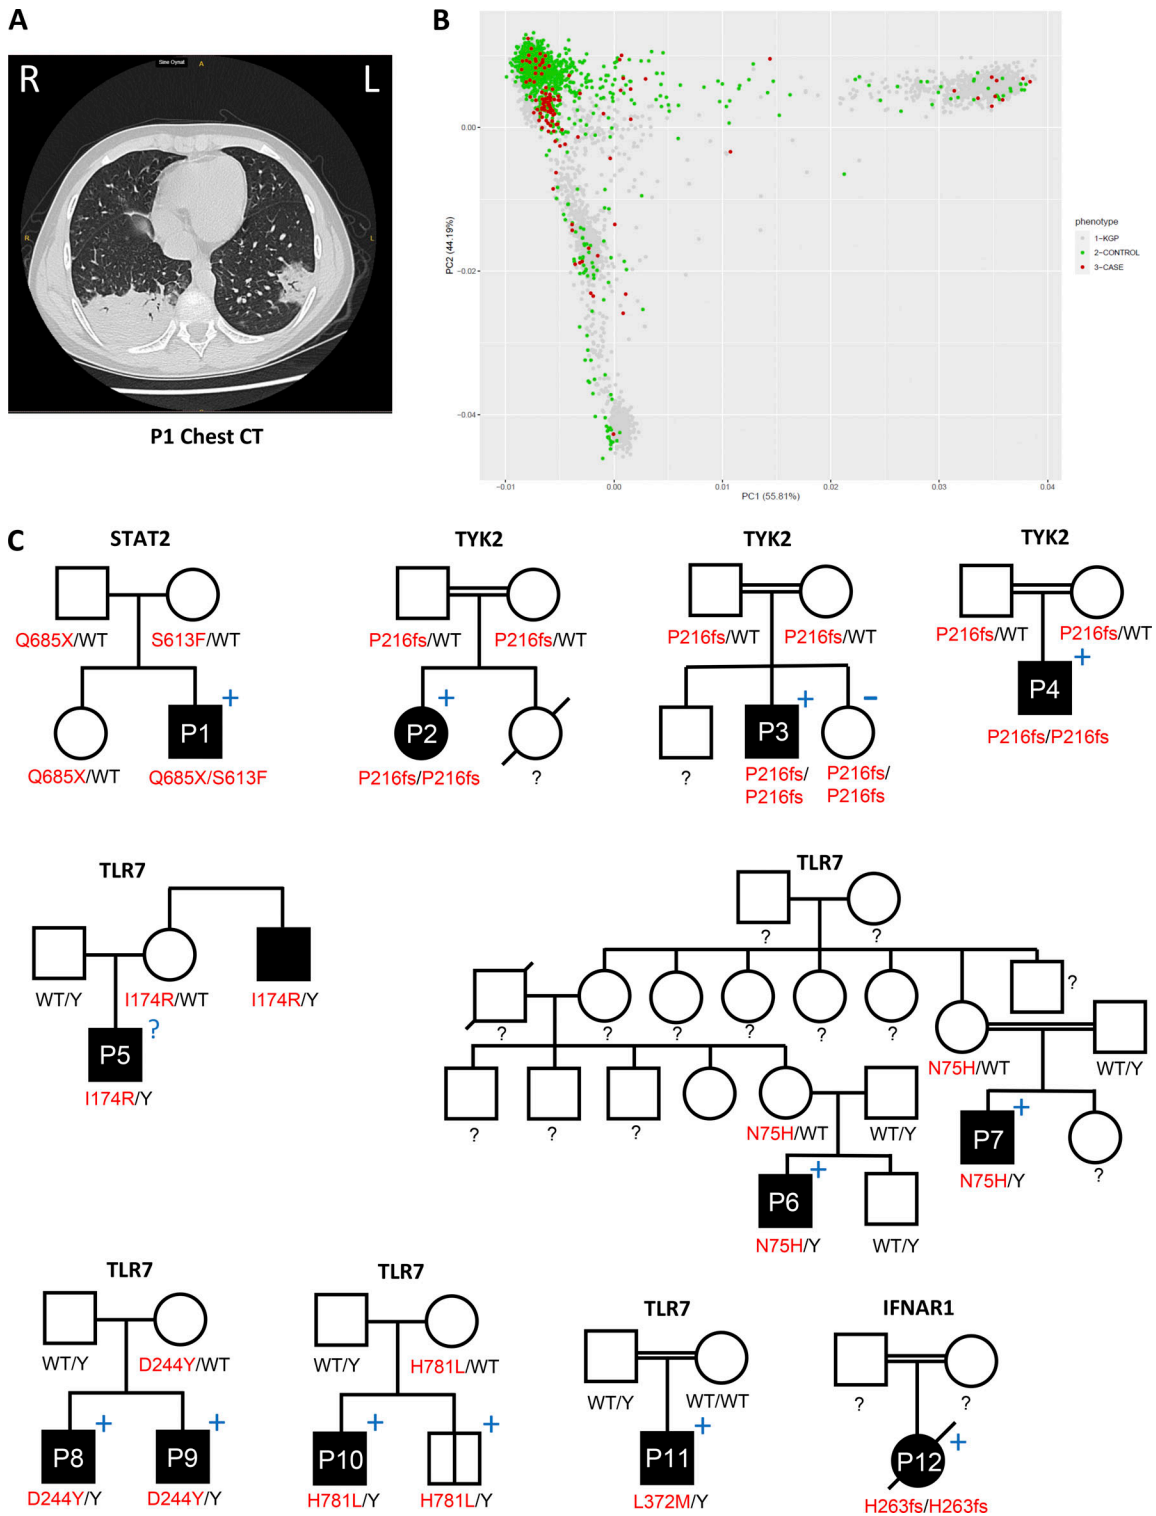 A
R
L
Sine Oynat
A
R
L
P1 Chest CT
B
0.00
−0.02
−0.04
PC2 (44.19%)
−0.01
0.00
0.01
0.02
0.03
0.04
PC1 (55.81%)
phenotype
1−KGP
2−CONTROL
3−CASE
C
STAT2
Q685X/WT
S613F/WT
+
P1
Q685X/WT
Q685X/S613F
TYK2
P216fs/WT
P216fs/WT
+
P2
P216fs/P216fs
?
TYK2
P216fs/WT
P216fs/WT
+
−
P3
?
P216fs/
P216fs
P216fs/
P216fs
TYK2
P216fs/WT
P216fs/WT
+
P4
P216fs/P216fs
TLR7
WT/Y
I174R/WT
I174R/Y
?
P5
I174R/Y
TLR7
?
?
?
?
?
?
?
?
?
N75H/WT
WT/Y
?
?
?
N75H/WT
WT/Y
+
P7
N75H/Y
?
+
P6
N75H/Y
WT/Y
TLR7
WT/Y
D244Y/WT
+
+
P8
P9
D244Y/Y
D244Y/Y
TLR7
WT/Y
H781L/WT
+
+
P10
H781L/Y
H781L/Y
TLR7
WT/Y
WT/WT
+
P11
L372M/Y
IFNAR1
?
?
+
P12
H263fs/H263fs